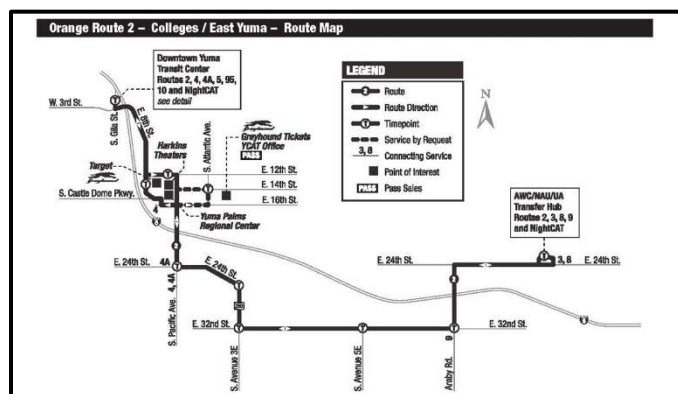 Orange Route 2 – Colleges / East Yuma – Route Map
Downtown Yuma
Transit Center
Routes 2, 4, 4A, 5, 95,
10 and NightCAT
see detail
W. 3rd St.
S. Gila St.
E. 8th St.
Harkins
Theaters
Target
S. Castle Dome Pkwy.
4
S. Atlantic Ave.
Greyhound Tickets
YCAT Office
PASS
E. 12th St.
E. 14th St.
E. 16th St.
Yuma Palms
Regional Center
LEGEND
2
Route
Route Direction
T
Timepoint
Service by Request
3, 8
Connecting Service
Point of Interest
PASS
Pass Sales
N
AWC/NAU/UA
Transfer Hub
Routes 2, 3, 8, 9
and NightCAT
T
T
T
T
2
E. 24th St.
4A
T
4, 4A
S. Pacific Ave.
E. 24th St.
T
E. 32nd St.
T
S. Avenue 3E
T
S. Avenue 5E
T
9
Araby Rd.
E. 32nd St.
2
E. 24th St.
T
3, 8
E. 24th St.